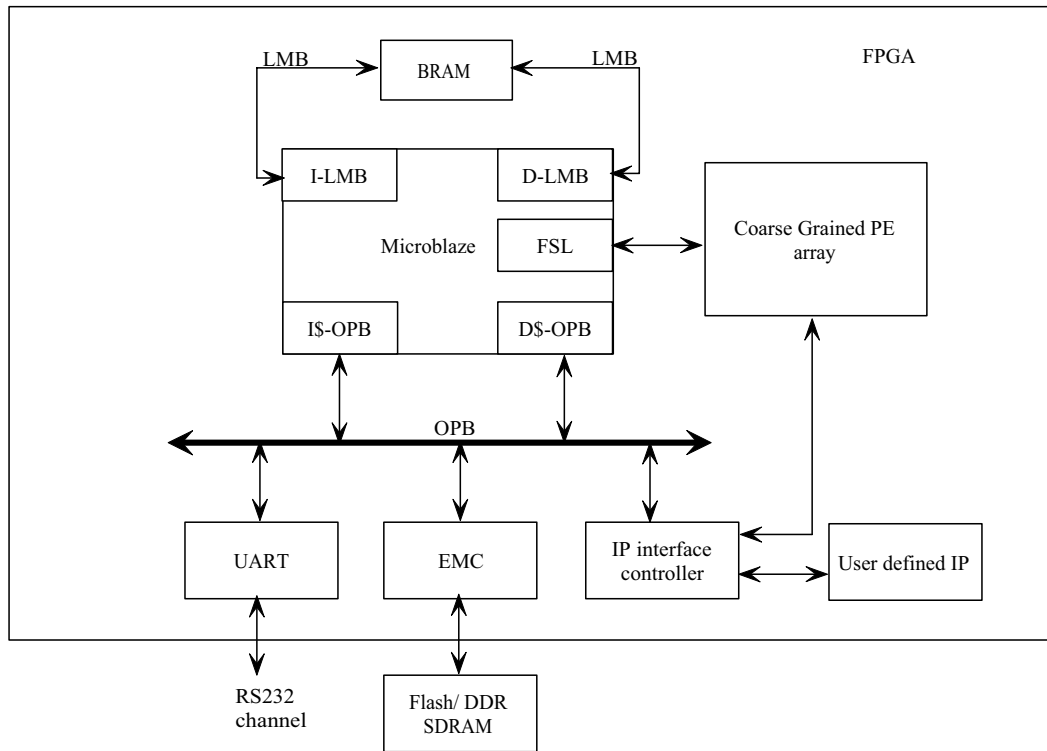 LMB
BRAM
LMB
FPGA
I-LMB
D-LMB
Microblaze
FSL
Coarse Grained PE
array
I$-OPB
D$-OPB
OPB
UART
EMC
IP interface
controller
User defined IP
RS232
channel
Flash/ DDR
SDRAM